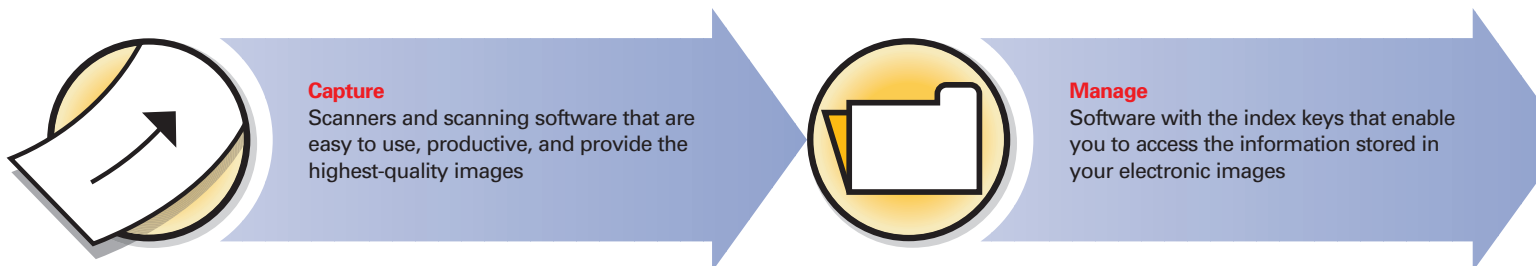 Capture
Scanners and scanning software that are
easy to use, productive, and provide the
highest-quality images
Manage
Software with the index keys that enable
you to access the information stored in
your electronic images